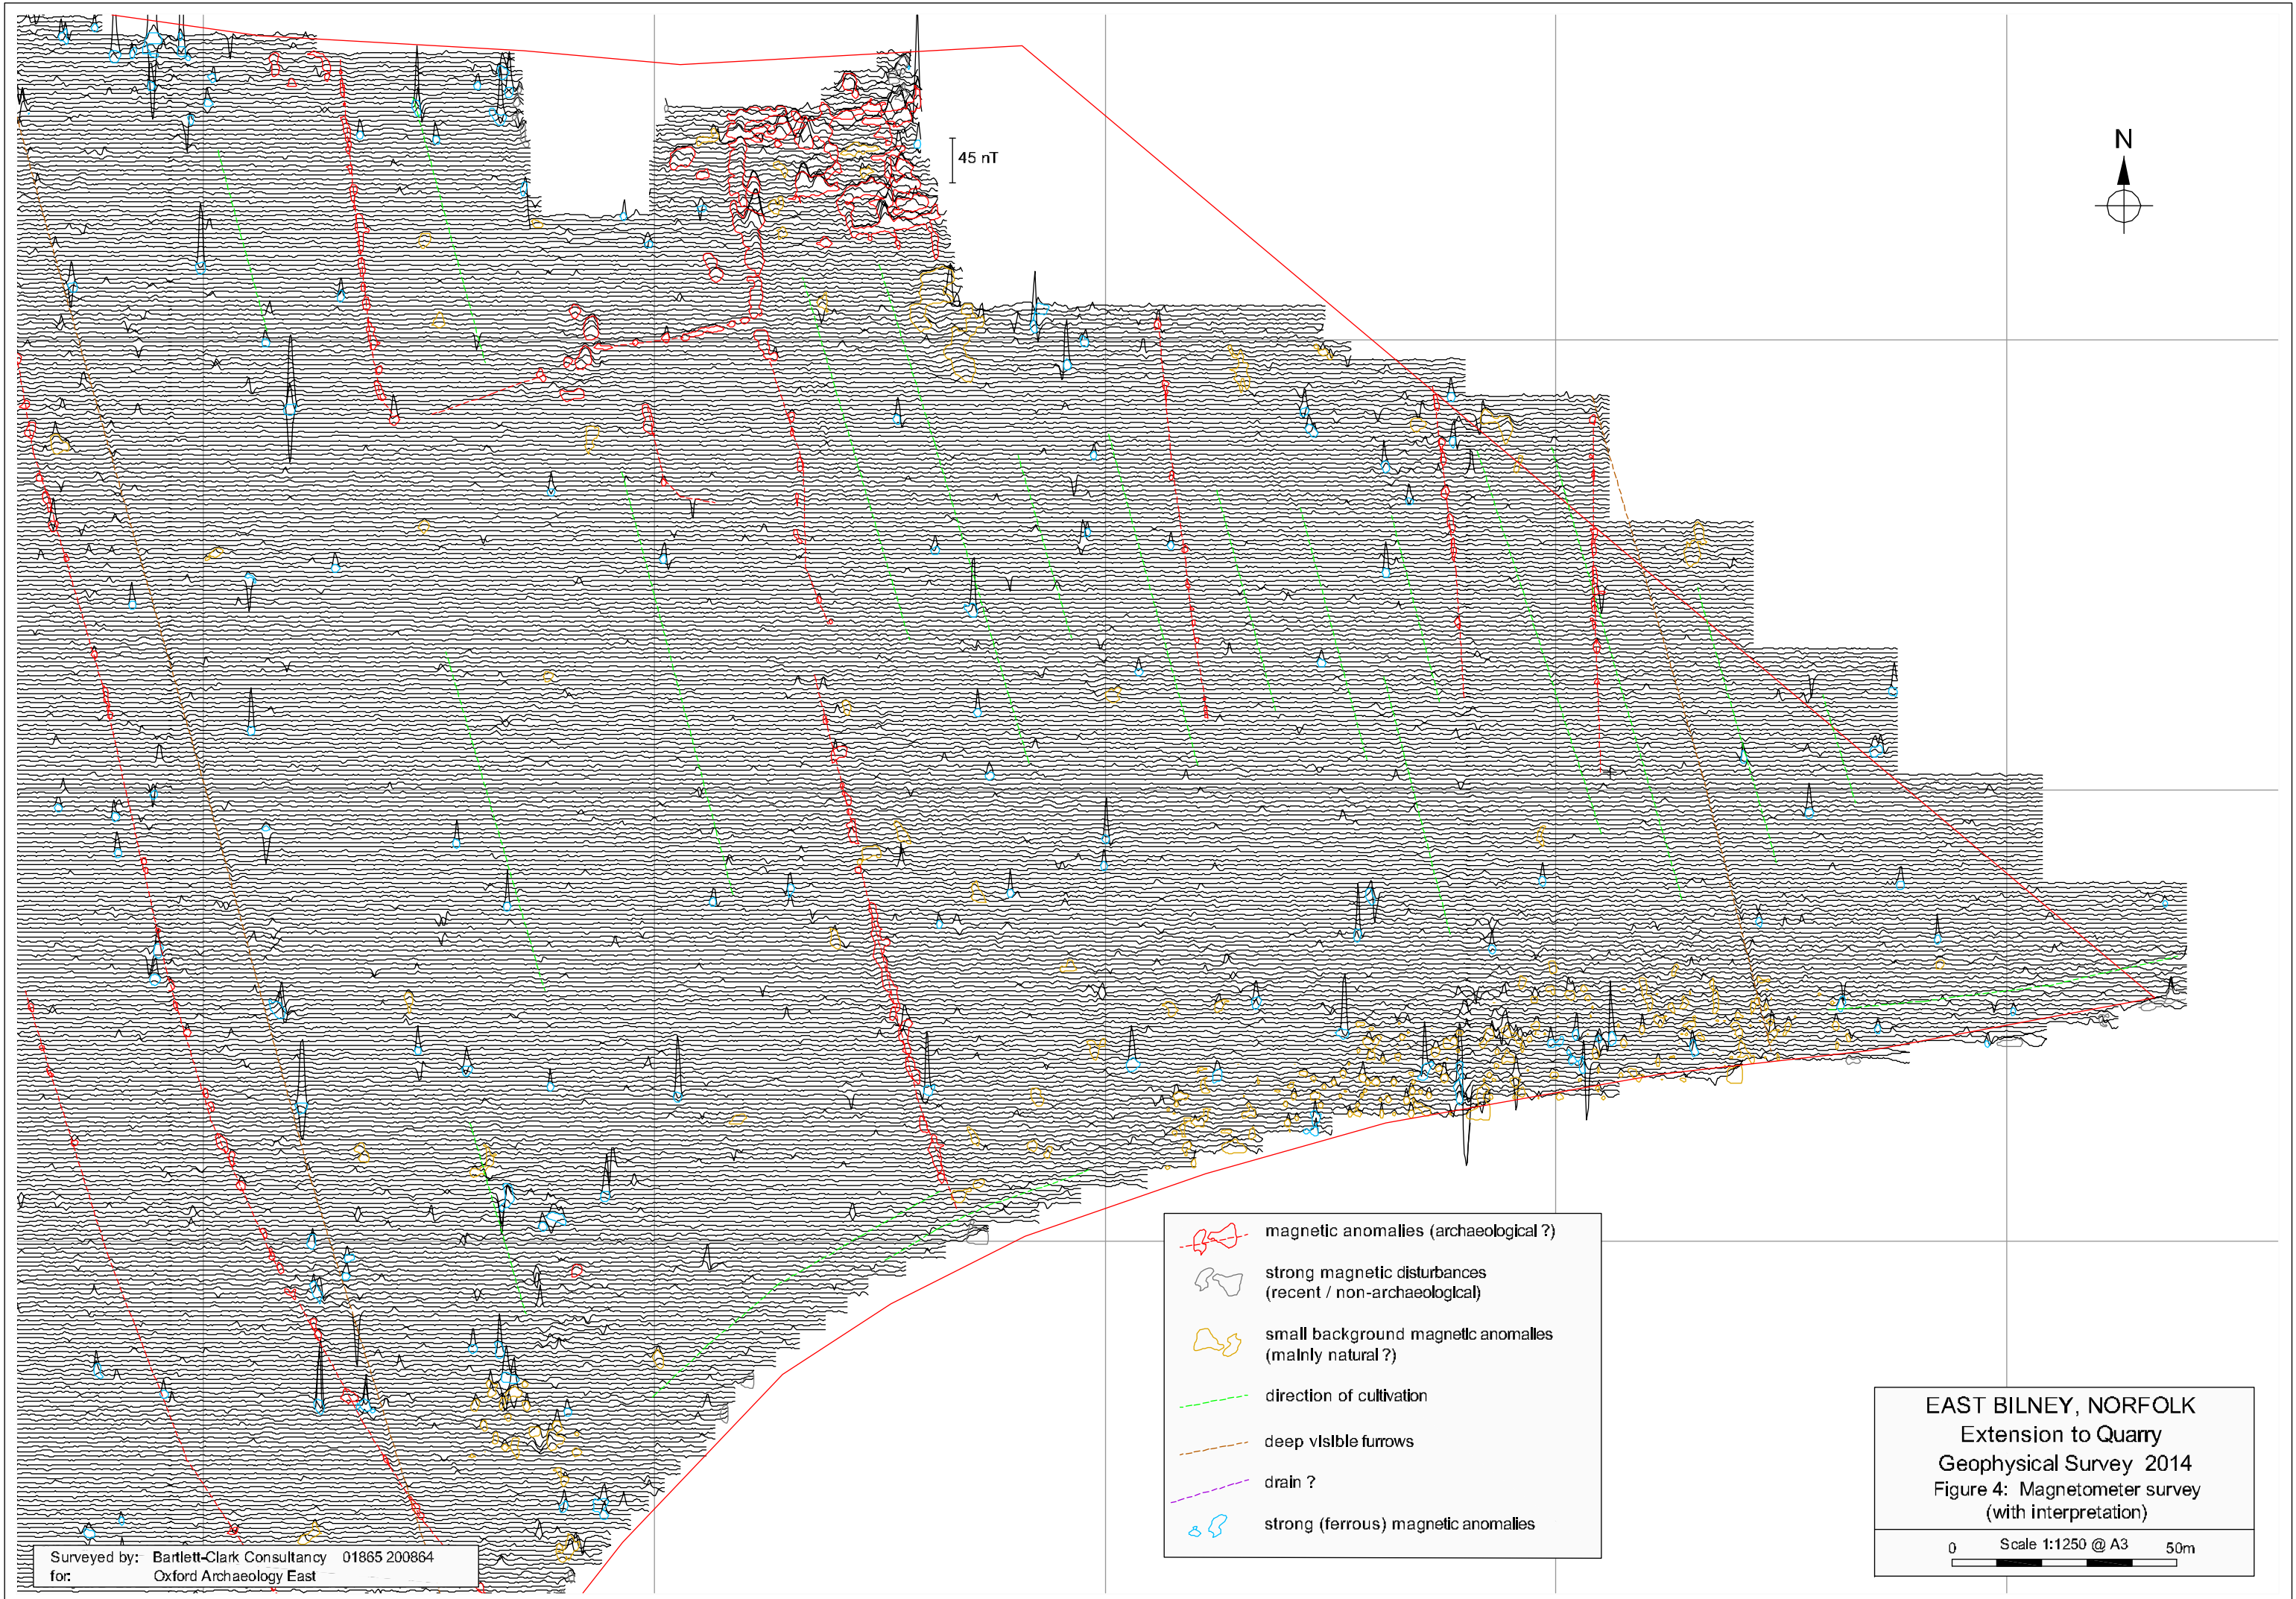 N
45 nT
magnetic anomalies (archaeological ?)
strong magnetic disturbances
(recent / non-archaeological)
small background magnetic anomalies
(mainly natural ?)
direction of cultivation
deep visible furrows
drain ?
strong (ferrous) magnetic anomalies
EAST BILNEY, NORFOLK
Extension to Quarry
Geophysical Survey 2014
Figure 4: Magnetometer survey
(with interpretation)
0 Scale 1:1250 @ A3 50m
Surveyed by: Bartlett-Clark Consultancy 01865 200864
for: Oxford Archaeology East